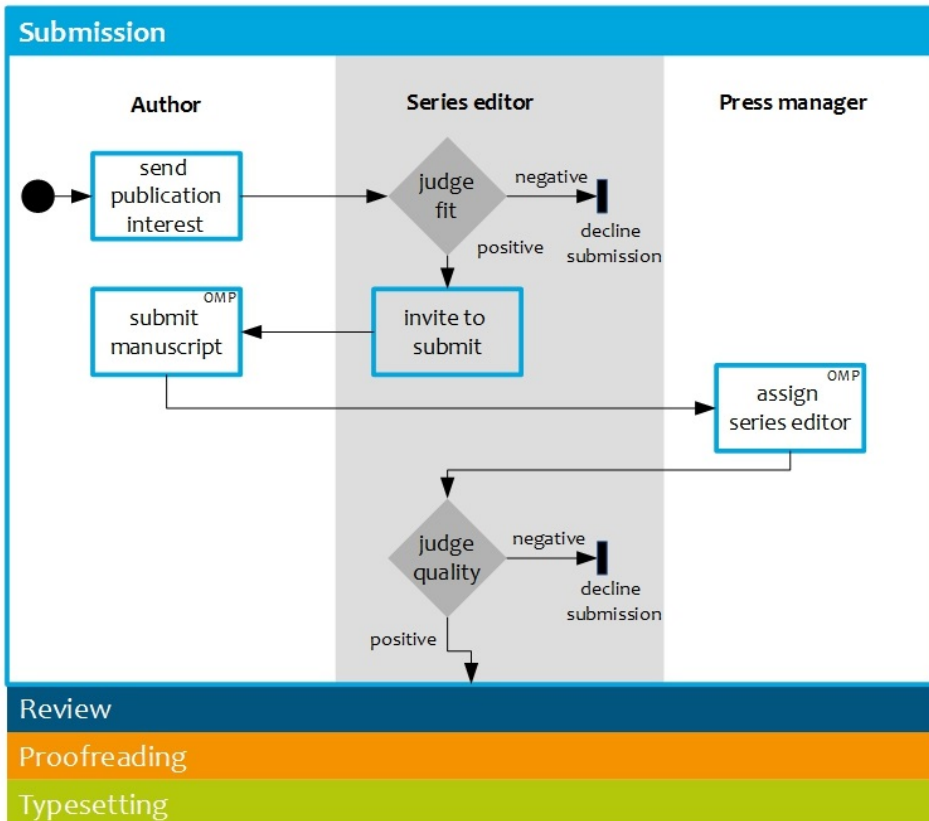 Submission
Author
Series editor
Press manager
send
publication
interest
judge
fit
negative
decline
submission
positive
OMP
submit
manuscript
invite to
submit
OMP
assign
series editor
judge
quality
negative
decline
submission
positive
Review
Proofreading
Typesetting